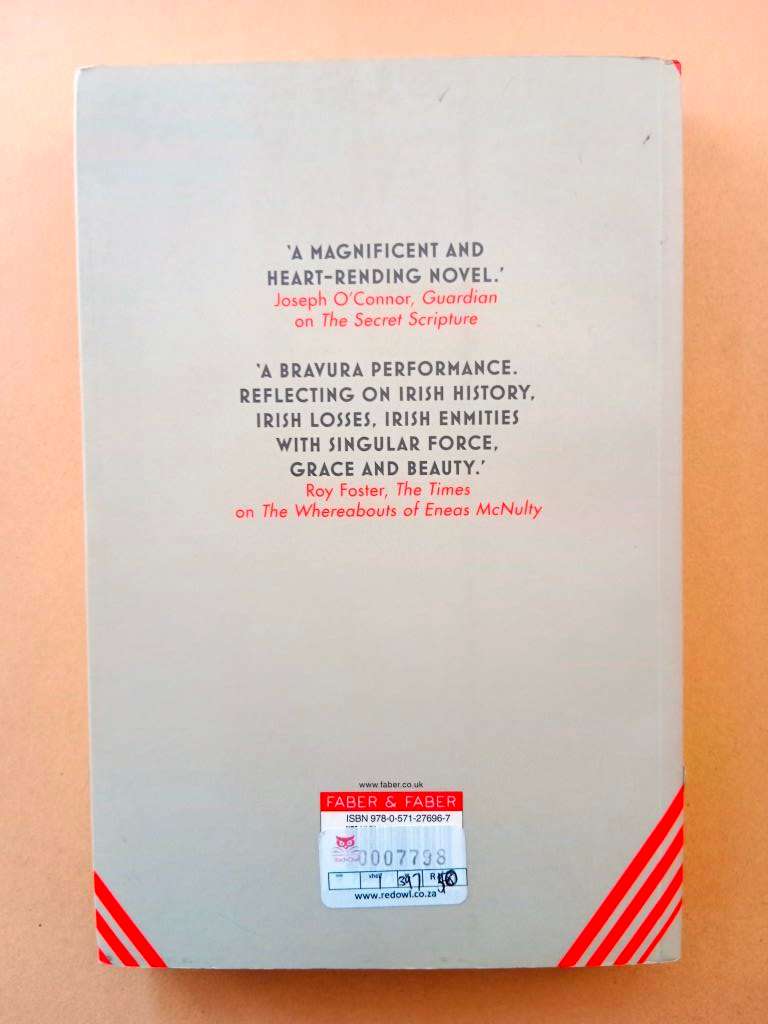 ‘A MAGNIFICENT AND
HEART-RENDING NOVEL.’
Joseph O’Connor, Guardian
on The Secret Scripture
‘A BRAVURA PERFORMANCE.
REFLECTING ON IRISH HISTORY,
IRISH LOSSES, IRISH ENMITIES
WITH SINGULAR FORCE,
GRACE AND BEAUTY.’
Roy Foster, The Times
on The Whereabouts of Eneas McNulty
www.faber.co.uk
FABER & FABER
ISBN 978-0-571-27696-7
0007798
www.redowl.co.za